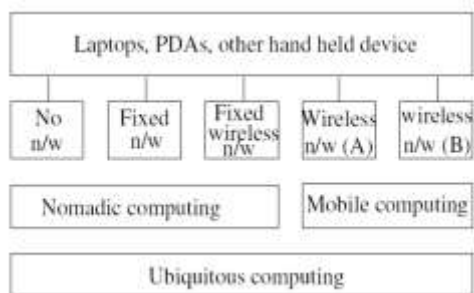 Laptops, PDAs, other hand held device
No
n/w
Fixed
n/w
Fixed
wireless
n/w
Wireless
n/w (A)
wireless
n/w (B)
Nomadic computing
Mobile computing
Ubiquitous computing